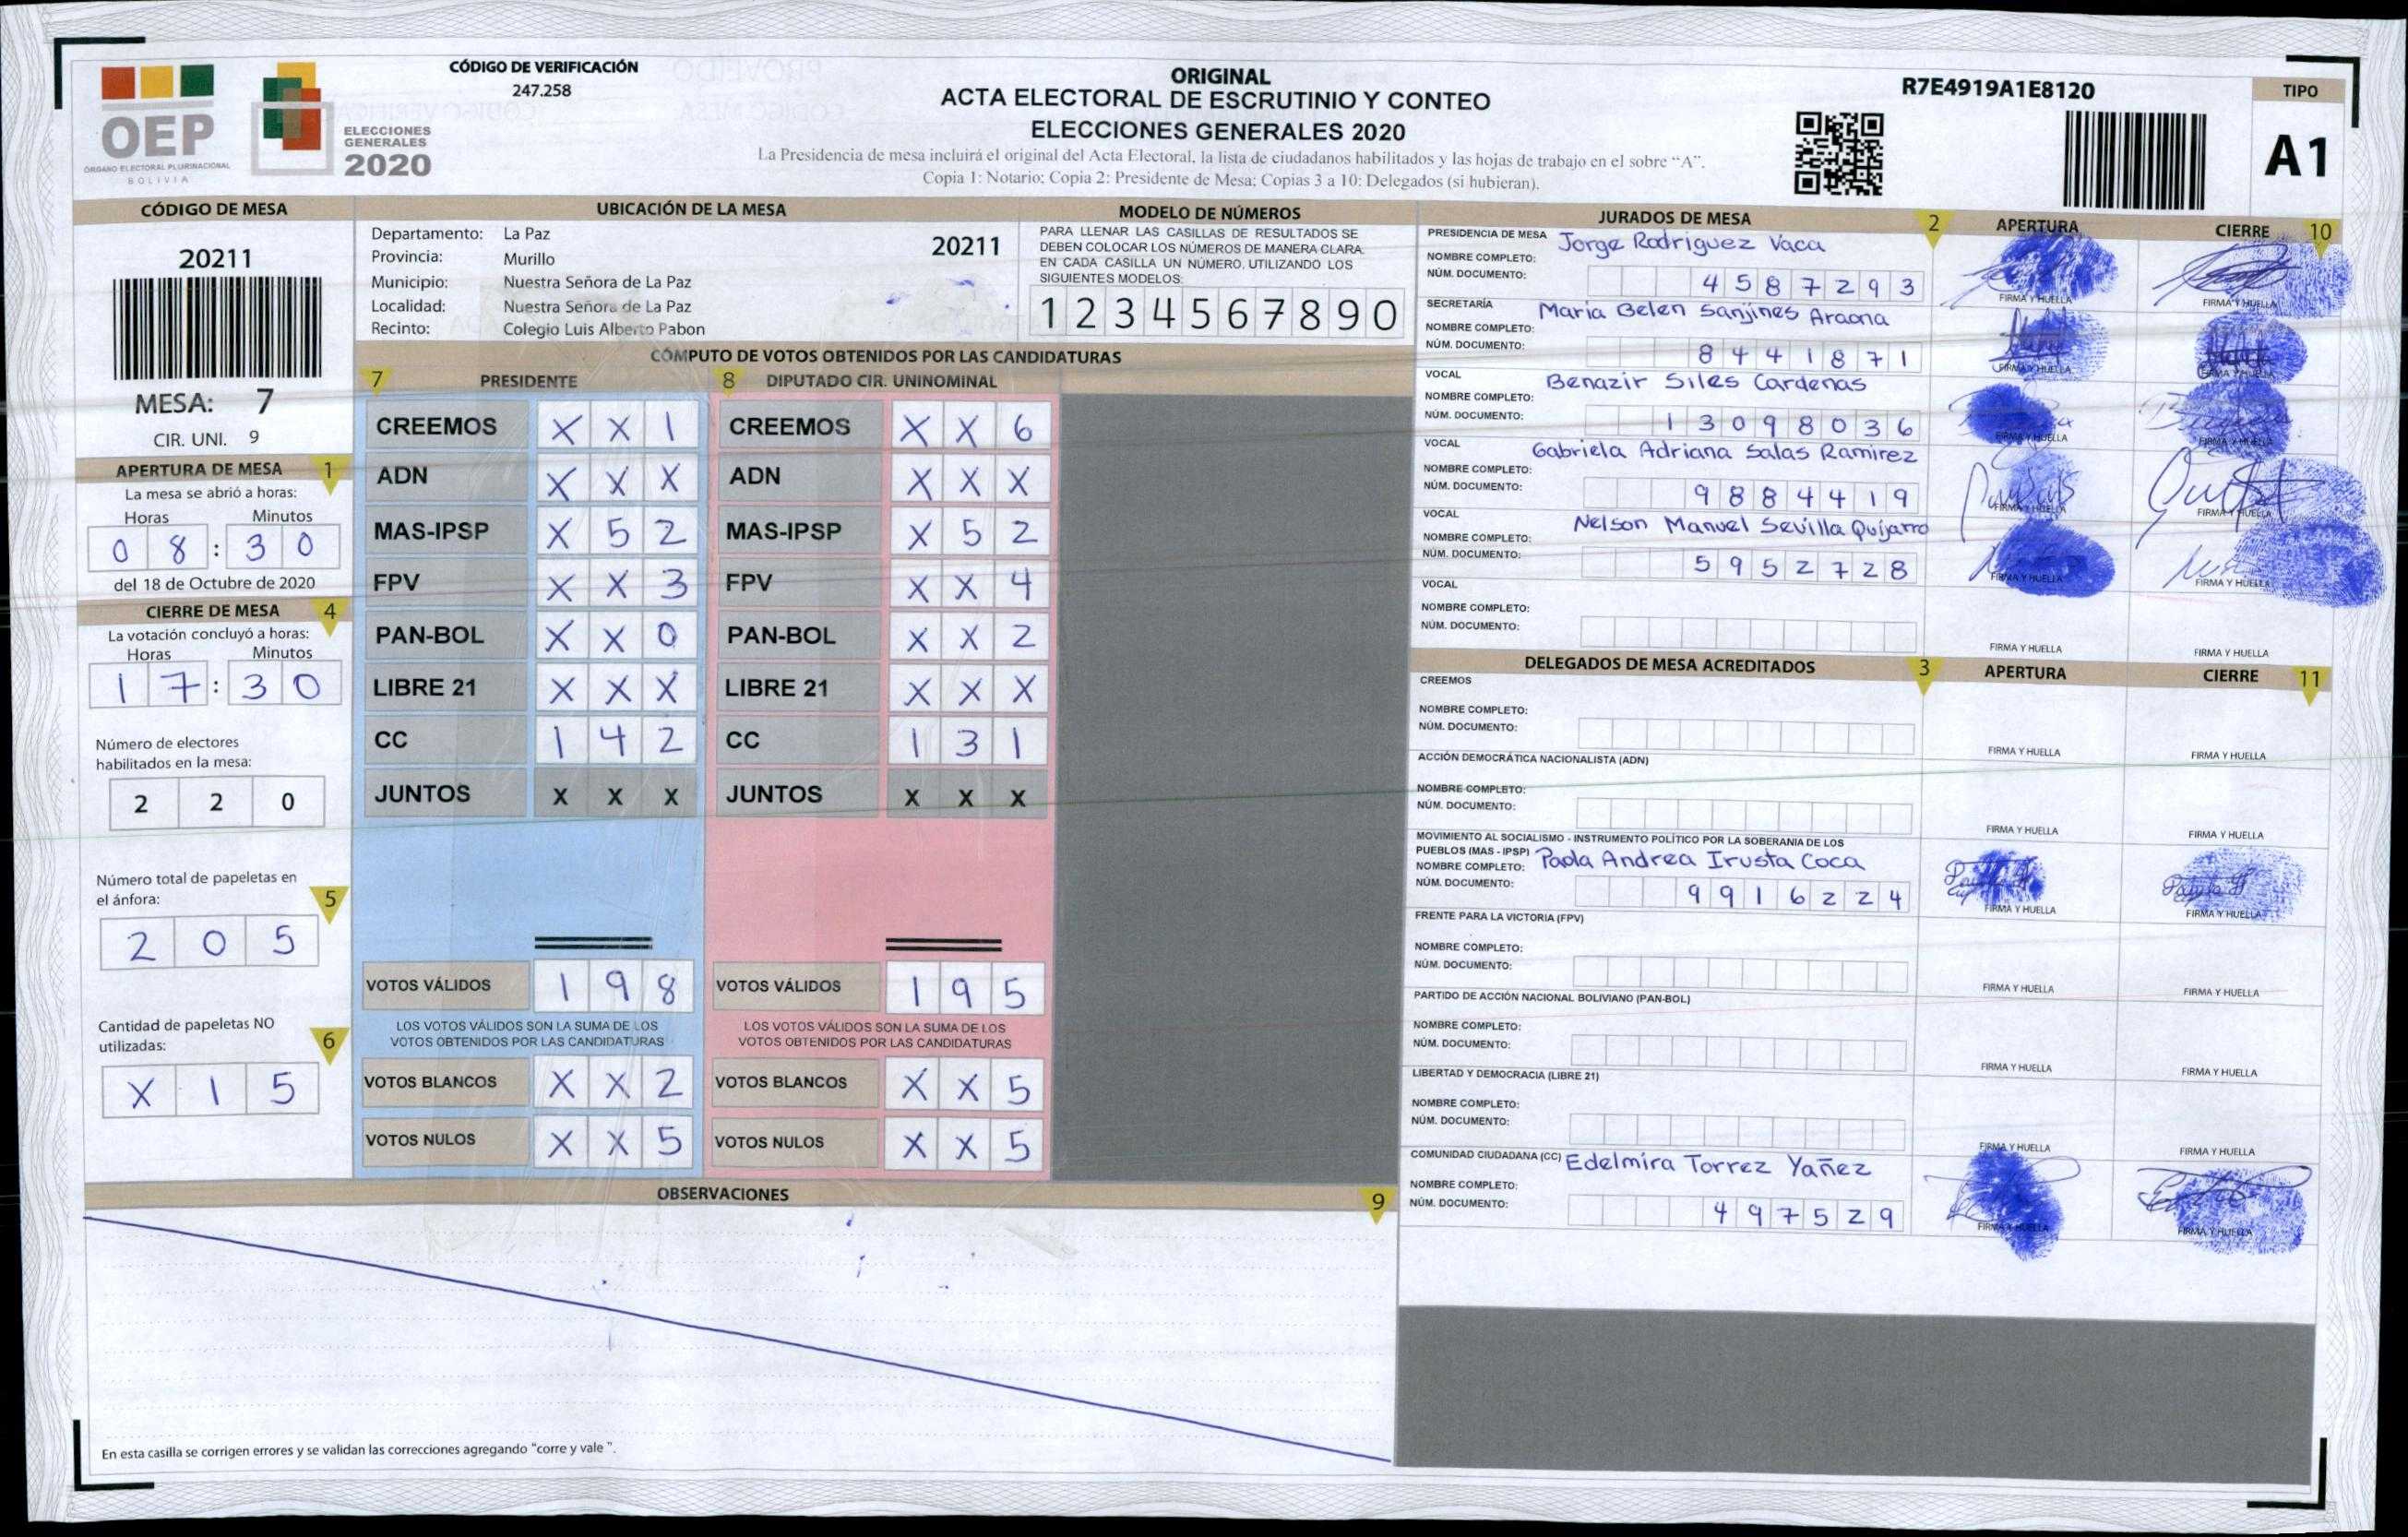 OEP
ÓRGANO ELECTORAL PLURINACIONAL
BOLIVIA
ELECCIONES
GENERALES
2020
CÓDIGO DE VERIFICACIÓN
247.258
ORIGINAL
ACTA ELECTORAL DE ESCRUTINIO Y CONTEO
ELECCIONES GENERALES 2020
La Presidencia de mesa incluirá el original del Acta Electoral, la lista de ciudadanos habilitados y las hojas de trabajo en el sobre “A”.
Copia 1: Notario; Copia 2: Presidente de Mesa; Copias 3 a 10: Delegados (si hubieran).
R7E4919A1E8120
TIPO
A1
CÓDIGO DE MESA
20211
MESA: 7
CIR. UNI. 9
APERTURA DE MESA 1
La mesa se abrió a horas:
Horas Minutos
0 8 : 3 0
del 18 de Octubre de 2020
CIERRE DE MESA 4
La votación concluyó a horas:
Horas Minutos
1 7 : 3 0
Número de electores
habilitados en la mesa:
2 2 0
Número total de papeletas en
el ánfora: 5
2 0 5
Cantidad de papeletas NO
utilizadas: 6
X 1 5
UBICACIÓN DE LA MESA
Departamento: La Paz 20211
Provincia: Murillo
Municipio: Nuestra Señora de La Paz
Localidad: Nuestra Señora de La Paz
Recinto: Colegio Luis Alberto Pabon
MODELO DE NÚMEROS
PARA LLENAR LAS CASILLAS DE RESULTADOS SE
DEBEN COLOCAR LOS NÚMEROS DE MANERA CLARA.
EN CADA CASILLA UN NÚMERO, UTILIZANDO LOS
SIGUIENTES MODELOS:
1 2 3 4 5 6 7 8 9 0
CÓMPUTO DE VOTOS OBTENIDOS POR LAS CANDIDATURAS
7 PRESIDENTE 8 DIPUTADO CIR. UNINOMINAL
CREEMOS X X 1 CREEMOS X X 6
ADN X X X ADN X X X
MAS-IPSP X 5 2 MAS-IPSP X 5 2
FPV X X 3 FPV X X 4
PAN-BOL X X 0 PAN-BOL X X 2
LIBRE 21 X X X LIBRE 21 X X X
CC 1 4 2 CC 1 3 1
JUNTOS X X X JUNTOS X X X
VOTOS VÁLIDOS 1 9 8 VOTOS VÁLIDOS 1 9 5
LOS VOTOS VÁLIDOS SON LA SUMA DE LOS LOS VOTOS VÁLIDOS SON LA SUMA DE LOS
VOTOS OBTENIDOS POR LAS CANDIDATURAS VOTOS OBTENIDOS POR LAS CANDIDATURAS
VOTOS BLANCOS X X 2 VOTOS BLANCOS X X 5
VOTOS NULOS X X 5 VOTOS NULOS X X 5
OBSERVACIONES 9
En esta casilla se corrigen errores y se validan las correcciones agregando “corre y vale ”.
JURADOS DE MESA 2 APERTURA CIERRE 10
PRESIDENCIA DE MESA Jorge Rodriguez Vaca
NOMBRE COMPLETO:
NÚM. DOCUMENTO: 4 5 8 7 2 9 3
FIRMA Y HUELLA FIRMA Y HUELLA
SECRETARÍA Maria Belen Sanjines Araona
NOMBRE COMPLETO:
NÚM. DOCUMENTO: 8 4 4 1 8 7 1
FIRMA Y HUELLA FIRMA Y HUELLA
VOCAL Benazir Siles Cardenas
NOMBRE COMPLETO:
NÚM. DOCUMENTO: 1 3 0 9 8 0 3 6
FIRMA Y HUELLA FIRMA Y HUELLA
VOCAL Gabriela Adriana Salas Ramirez
NOMBRE COMPLETO:
NÚM. DOCUMENTO: 9 8 8 4 4 1 9
FIRMA Y HUELLA FIRMA Y HUELLA
VOCAL Nelson Manuel Sevilla Quijarro
NOMBRE COMPLETO:
NÚM. DOCUMENTO: 5 9 5 2 7 2 8
FIRMA Y HUELLA FIRMA Y HUELLA
VOCAL
NOMBRE COMPLETO:
NÚM. DOCUMENTO:
FIRMA Y HUELLA FIRMA Y HUELLA
DELEGADOS DE MESA ACREDITADOS 3 APERTURA CIERRE 11
CREEMOS
NOMBRE COMPLETO:
NÚM. DOCUMENTO:
FIRMA Y HUELLA FIRMA Y HUELLA
ACCIÓN DEMOCRÁTICA NACIONALISTA (ADN)
NOMBRE COMPLETO:
NÚM. DOCUMENTO:
FIRMA Y HUELLA FIRMA Y HUELLA
MOVIMIENTO AL SOCIALISMO - INSTRUMENTO POLÍTICO POR LA SOBERANIA DE LOS
PUEBLOS (MAS - IPSP) Paola Andrea Irusta Coca
NOMBRE COMPLETO:
NÚM. DOCUMENTO: 9 9 1 6 2 2 4
FIRMA Y HUELLA FIRMA Y HUELLA
FRENTE PARA LA VICTORIA (FPV)
NOMBRE COMPLETO:
NÚM. DOCUMENTO:
FIRMA Y HUELLA FIRMA Y HUELLA
PARTIDO DE ACCIÓN NACIONAL BOLIVIANO (PAN-BOL)
NOMBRE COMPLETO:
NÚM. DOCUMENTO:
FIRMA Y HUELLA FIRMA Y HUELLA
LIBERTAD Y DEMOCRACIA (LIBRE 21)
NOMBRE COMPLETO:
NÚM. DOCUMENTO:
FIRMA Y HUELLA FIRMA Y HUELLA
COMUNIDAD CIUDADANA (CC) Edelmira Torrez Yañez
NOMBRE COMPLETO:
NÚM. DOCUMENTO: 4 9 7 5 2 9
FIRMA Y HUELLA FIRMA Y HUELLA